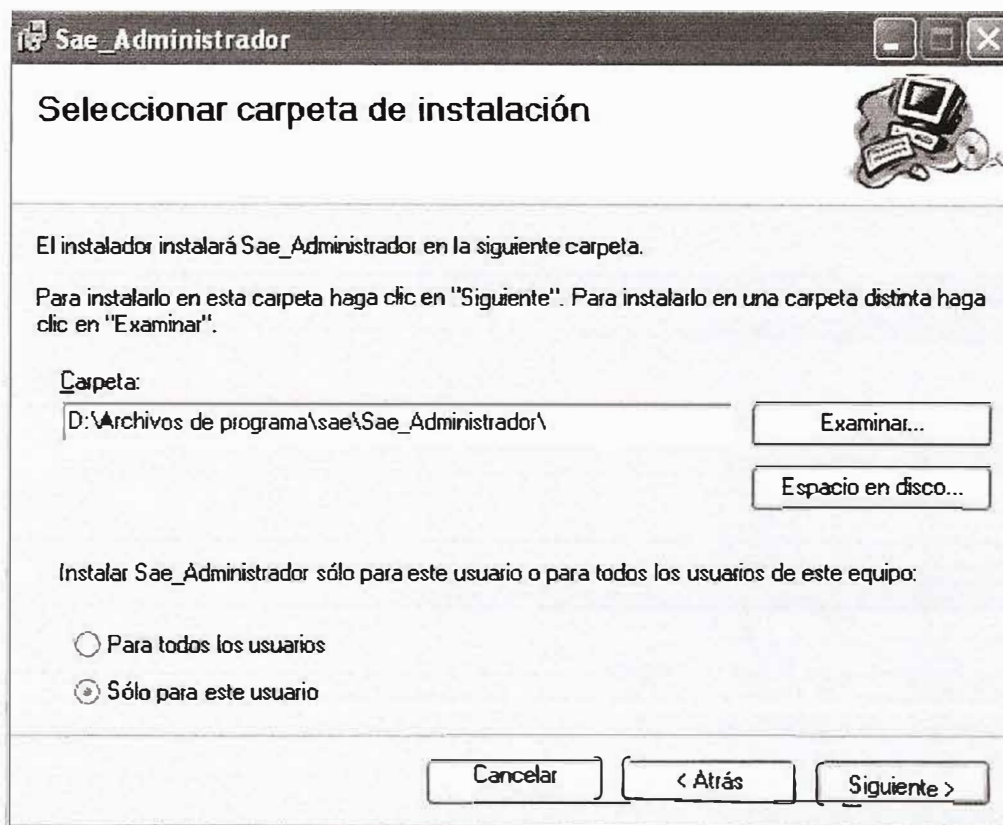 Sae_Administrador
Seleccionar carpeta de instalación
El instalador instalará Sae_Administrador en la siguiente carpeta.
Para instalarlo en esta carpeta haga clic en "Siguiente". Para instalarlo en una carpeta distinta haga
clic en "Examinar".
Carpeta:
D:\Archivos de programa\sae\Sae_Administrador\
Examinar...
Espacio en disco...
Instalar Sae_Administrador sólo para este usuario o para todos los usuarios de este equipo:
Para todos los usuarios
Sólo para este usuario
Cancelar
< Atrás
Siguiente >